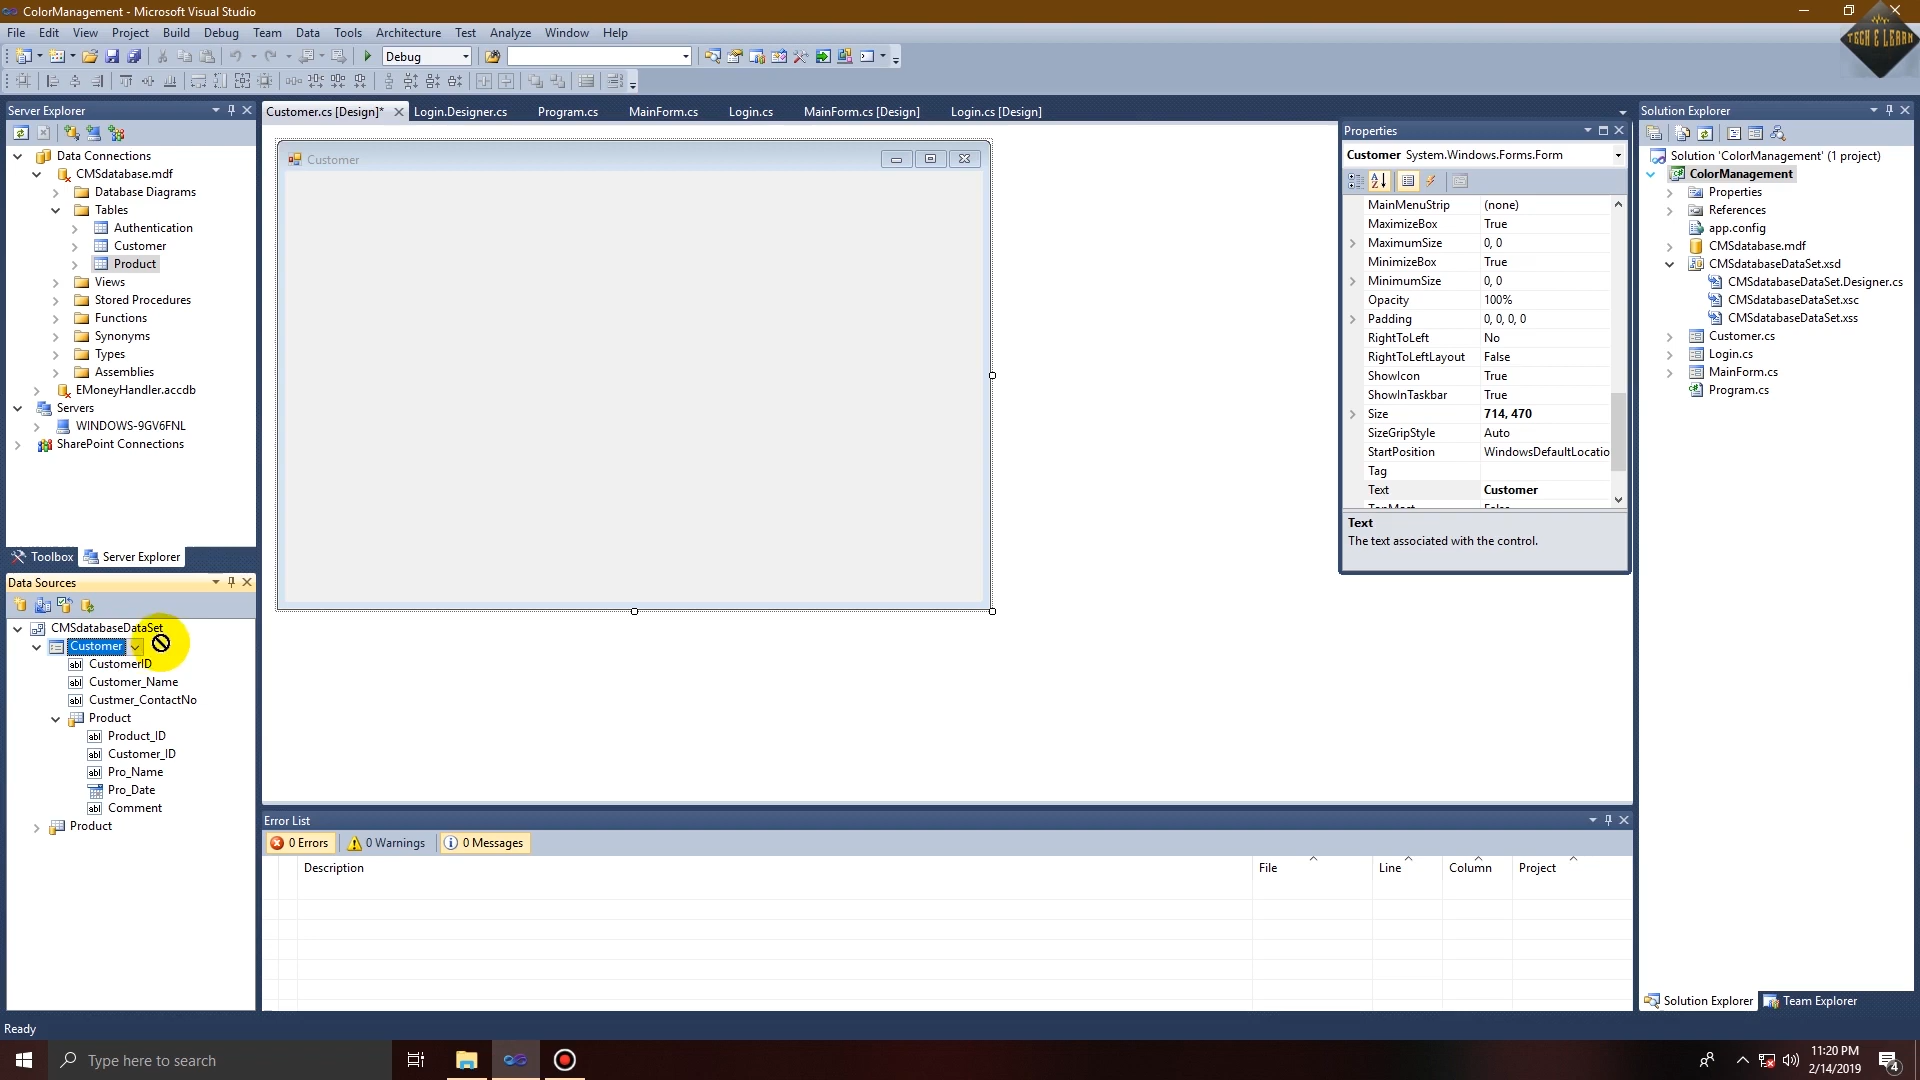 ColorManagement - Microsoft Visual Studio
File Edit View Project Build Debug Team Data Tools Architecture Test Analyze Window Help
Debug
TECH E LEARN
Server Explorer
Data Connections
CMSdatabase.mdf
Database Diagrams
Tables
Authentication
Customer
Product
Views
Stored Procedures
Functions
Synonyms
Types
Assemblies
EMoneyHandler.accdb
Servers
WINDOWS-9GV6FNL
SharePoint Connections
Toolbox Server Explorer
Data Sources
CMSdatabaseDataSet
Customer
CustomerID
Customer_Name
Custmer_ContactNo
Product
Product_ID
Customer_ID
Pro_Name
Pro_Date
Comment
Product
Customer.cs [Design]* Login.Designer.cs Program.cs MainForm.cs Login.cs MainForm.cs [Design] Login.cs [Design]
Customer
Properties
Customer System.Windows.Forms.Form
MainMenuStrip (none)
MaximizeBox True
MaximumSize 0, 0
MinimizeBox True
MinimumSize 0, 0
Opacity 100%
Padding 0, 0, 0, 0
RightToLeft No
RightToLeftLayout False
ShowIcon True
ShowInTaskbar True
Size 714, 470
SizeGripStyle Auto
StartPosition WindowsDefaultLocatio
Tag
Text Customer
Text
The text associated with the control.
Error List
0 Errors 0 Warnings 0 Messages
Description File Line Column Project
Solution Explorer
Solution 'ColorManagement' (1 project)
ColorManagement
Properties
References
app.config
CMSdatabase.mdf
CMSdatabaseDataSet.xsd
CMSdatabaseDataSet.Designer.cs
CMSdatabaseDataSet.xsc
CMSdatabaseDataSet.xss
Customer.cs
Login.cs
MainForm.cs
Program.cs
Solution Explorer Team Explorer
Ready
Type here to search
11:20 PM
2/14/2019
4